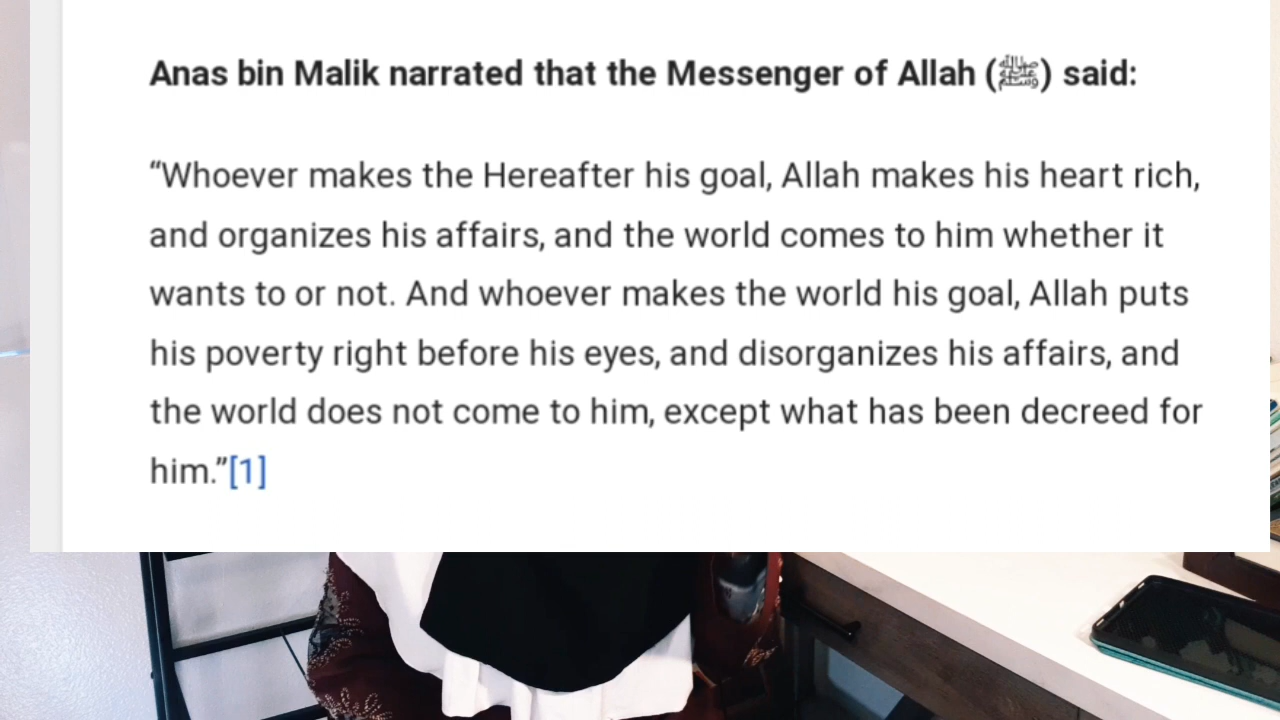 Anas bin Malik narrated that the Messenger of Allah (ﷺ) said:
“Whoever makes the Hereafter his goal, Allah makes his heart rich,
and organizes his affairs, and the world comes to him whether it
wants to or not. And whoever makes the world his goal, Allah puts
his poverty right before his eyes, and disorganizes his affairs, and
the world does not come to him, except what has been decreed for
him.”[1]